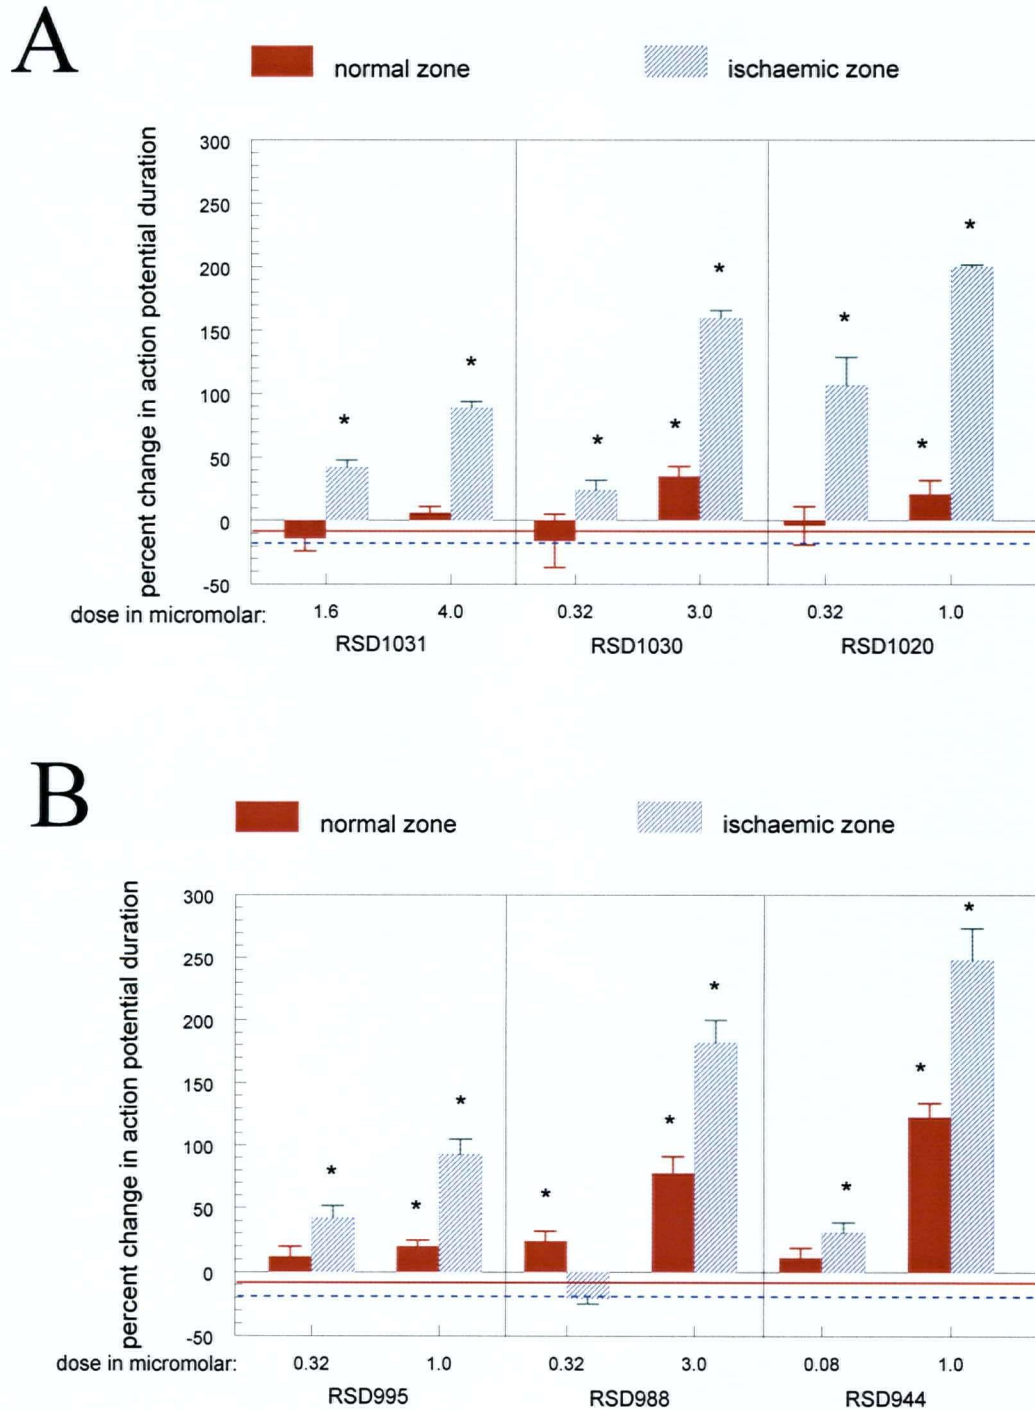 A
normal zone ischaemic zone
percent change in action potential duration
300
250
200
150
100
50
0
-50
* * * * * * * * 
dose in micromolar: 1.6 4.0 0.32 3.0 0.32 1.0
RSD1031 RSD1030 RSD1020
B
normal zone ischaemic zone
percent change in action potential duration
300
250
200
150
100
50
0
-50
* * * * * * * * *
dose in micromolar: 0.32 1.0 0.32 3.0 0.08 1.0
RSD995 RSD988 RSD944